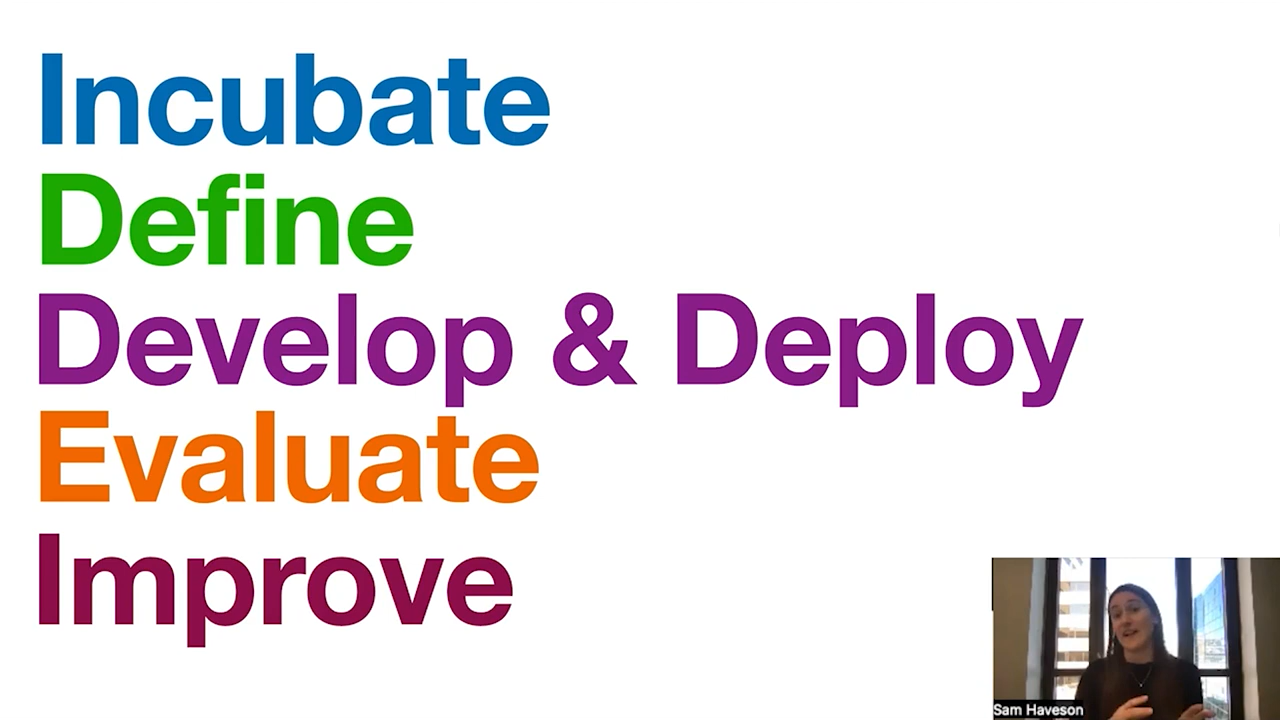 Incubate
Define
Develop & Deploy
Evaluate
Improve
Sam Haveson